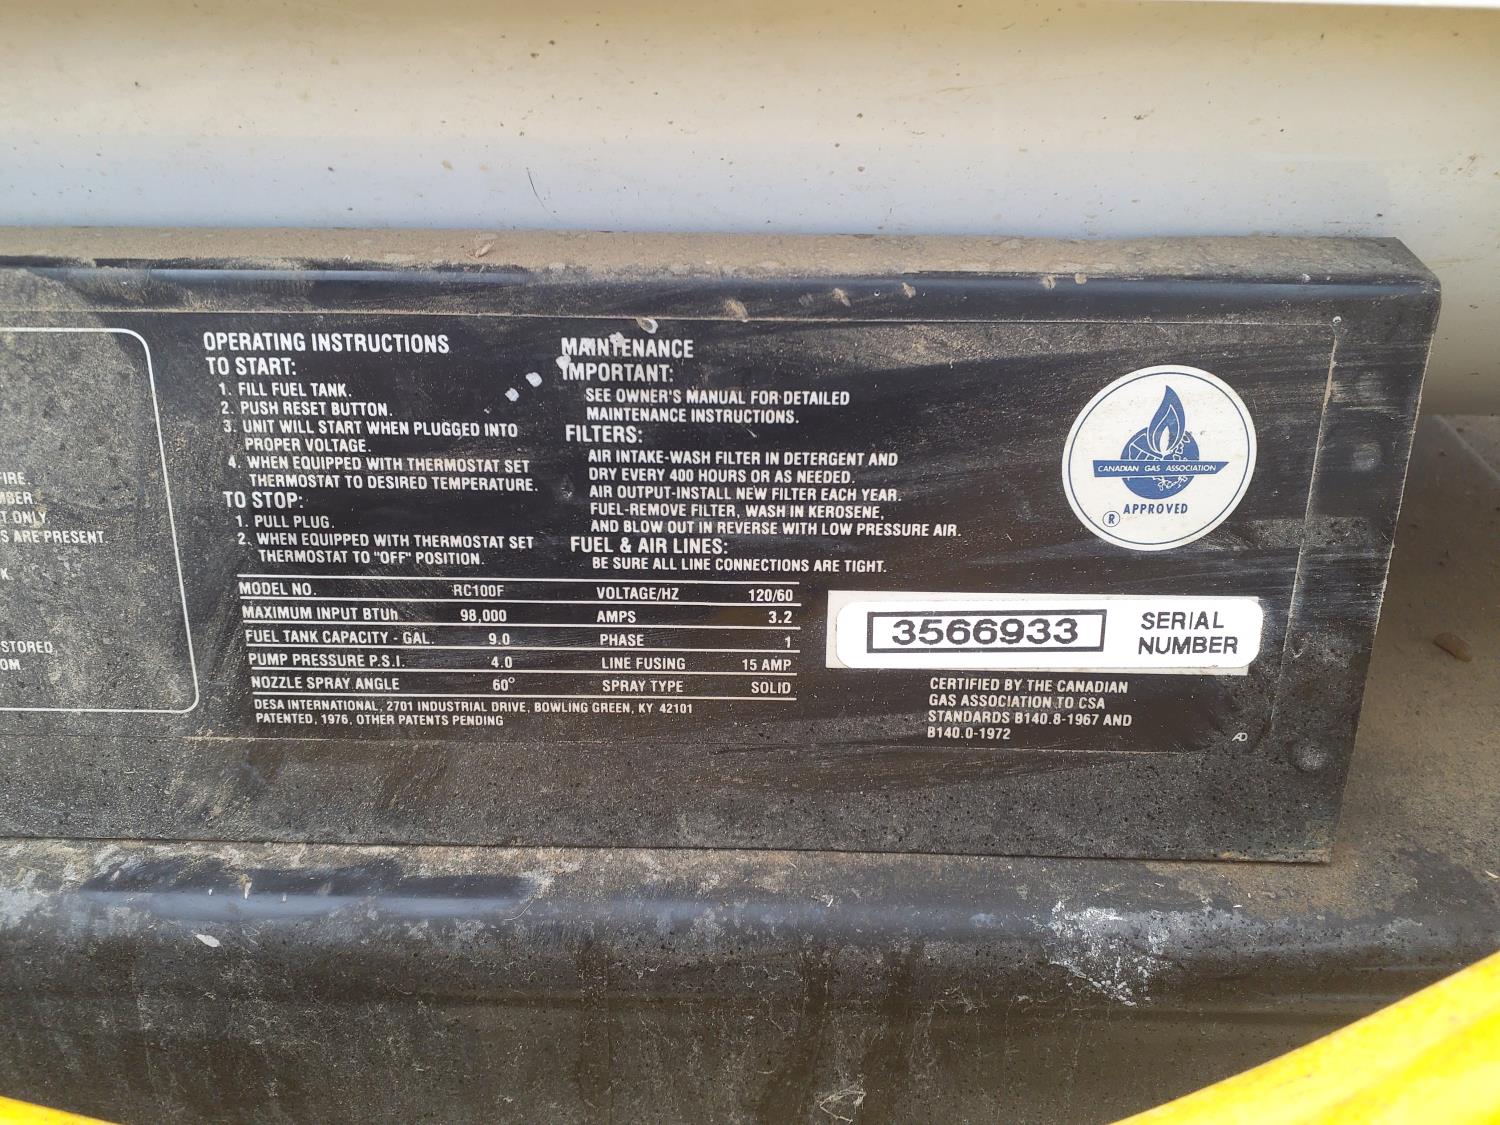 FIRE.
MBER
T ONLY.
S ARE PRESENT.
K.
STORED,
OM
OPERATING INSTRUCTIONS
TO START:
1. FILL FUEL TANK.
2. PUSH RESET BUTTON.
3. UNIT WILL START WHEN PLUGGED INTO
PROPER VOLTAGE.
4. WHEN EQUIPPED WITH THERMOSTAT SET
THERMOSTAT TO DESIRED TEMPERATURE.
TO STOP:
1. PULL PLUG.
2. WHEN EQUIPPED WITH THERMOSTAT SET
THERMOSTAT TO "OFF" POSITION.
MAINTENANCE
IMPORTANT:
SEE OWNER'S MANUAL FOR DETAILED
MAINTENANCE INSTRUCTIONS.
FILTERS:
AIR INTAKE-WASH FILTER IN DETERGENT AND
DRY EVERY 400 HOURS OR AS NEEDED.
AIR OUTPUT-INSTALL NEW FILTER EACH YEAR.
FUEL-REMOVE FILTER, WASH IN KEROSENE,
AND BLOW OUT IN REVERSE WITH LOW PRESSURE AIR.
FUEL & AIR LINES:
BE SURE ALL LINE CONNECTIONS ARE TIGHT.
MODEL NO. RC100F VOLTAGE/HZ 120/60
MAXIMUM INPUT BTUh 98,000 AMPS 3.2
FUEL TANK CAPACITY - GAL. 9.0 PHASE 1
PUMP PRESSURE P.S.I. 4.0 LINE FUSING 15 AMP
NOZZLE SPRAY ANGLE 60° SPRAY TYPE SOLID
DESA INTERNATIONAL, 2701 INDUSTRIAL DRIVE, BOWLING GREEN, KY 42101
PATENTED, 1976, OTHER PATENTS PENDING
CANADIAN GAS ASSOCIATION
® APPROVED
3566933
SERIAL
NUMBER
CERTIFIED BY THE CANADIAN
GAS ASSOCIATION TO CSA
STANDARDS B140.8-1967 AND
B140.0-1972
AD